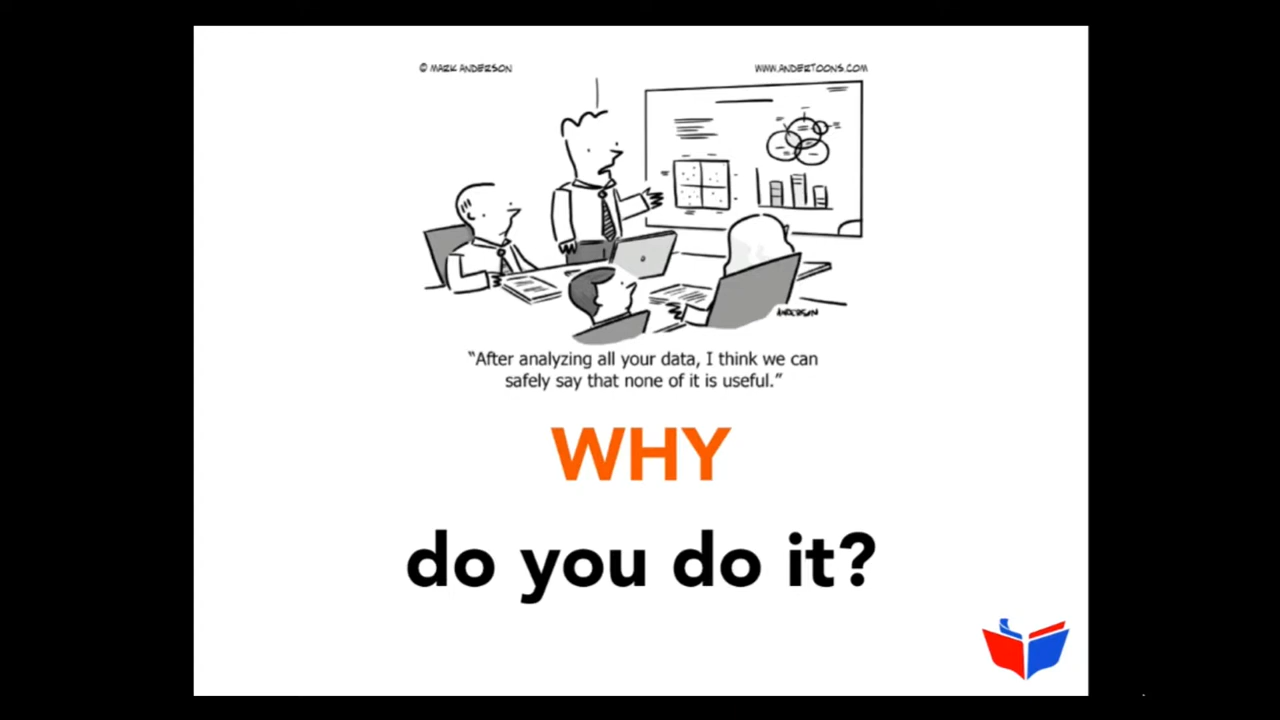 © MARK ANDERSON
WWW.ANDERTOONS.COM
ANDERSON
“After analyzing all your data, I think we can
safely say that none of it is useful.”
WHY
do you do it?